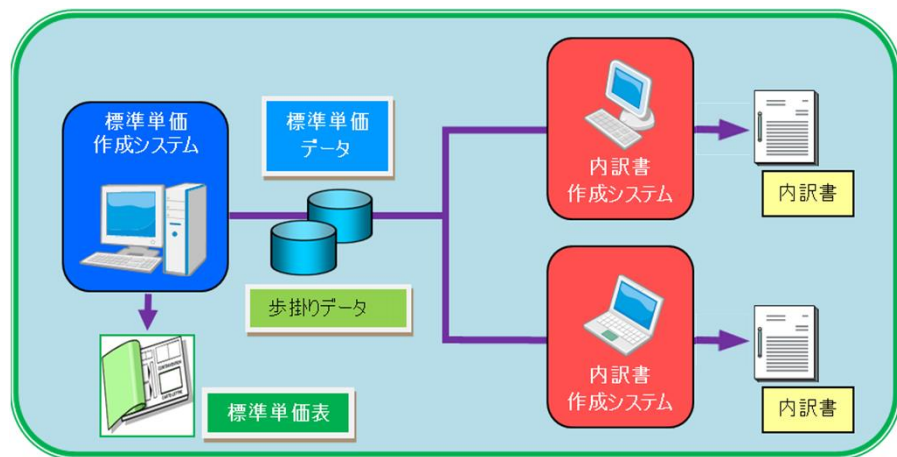 標準単価
作成システム
標準単価
データ
歩掛りデータ
標準単価表
内訳書
作成システム
内訳書
内訳書
作成システム
内訳書